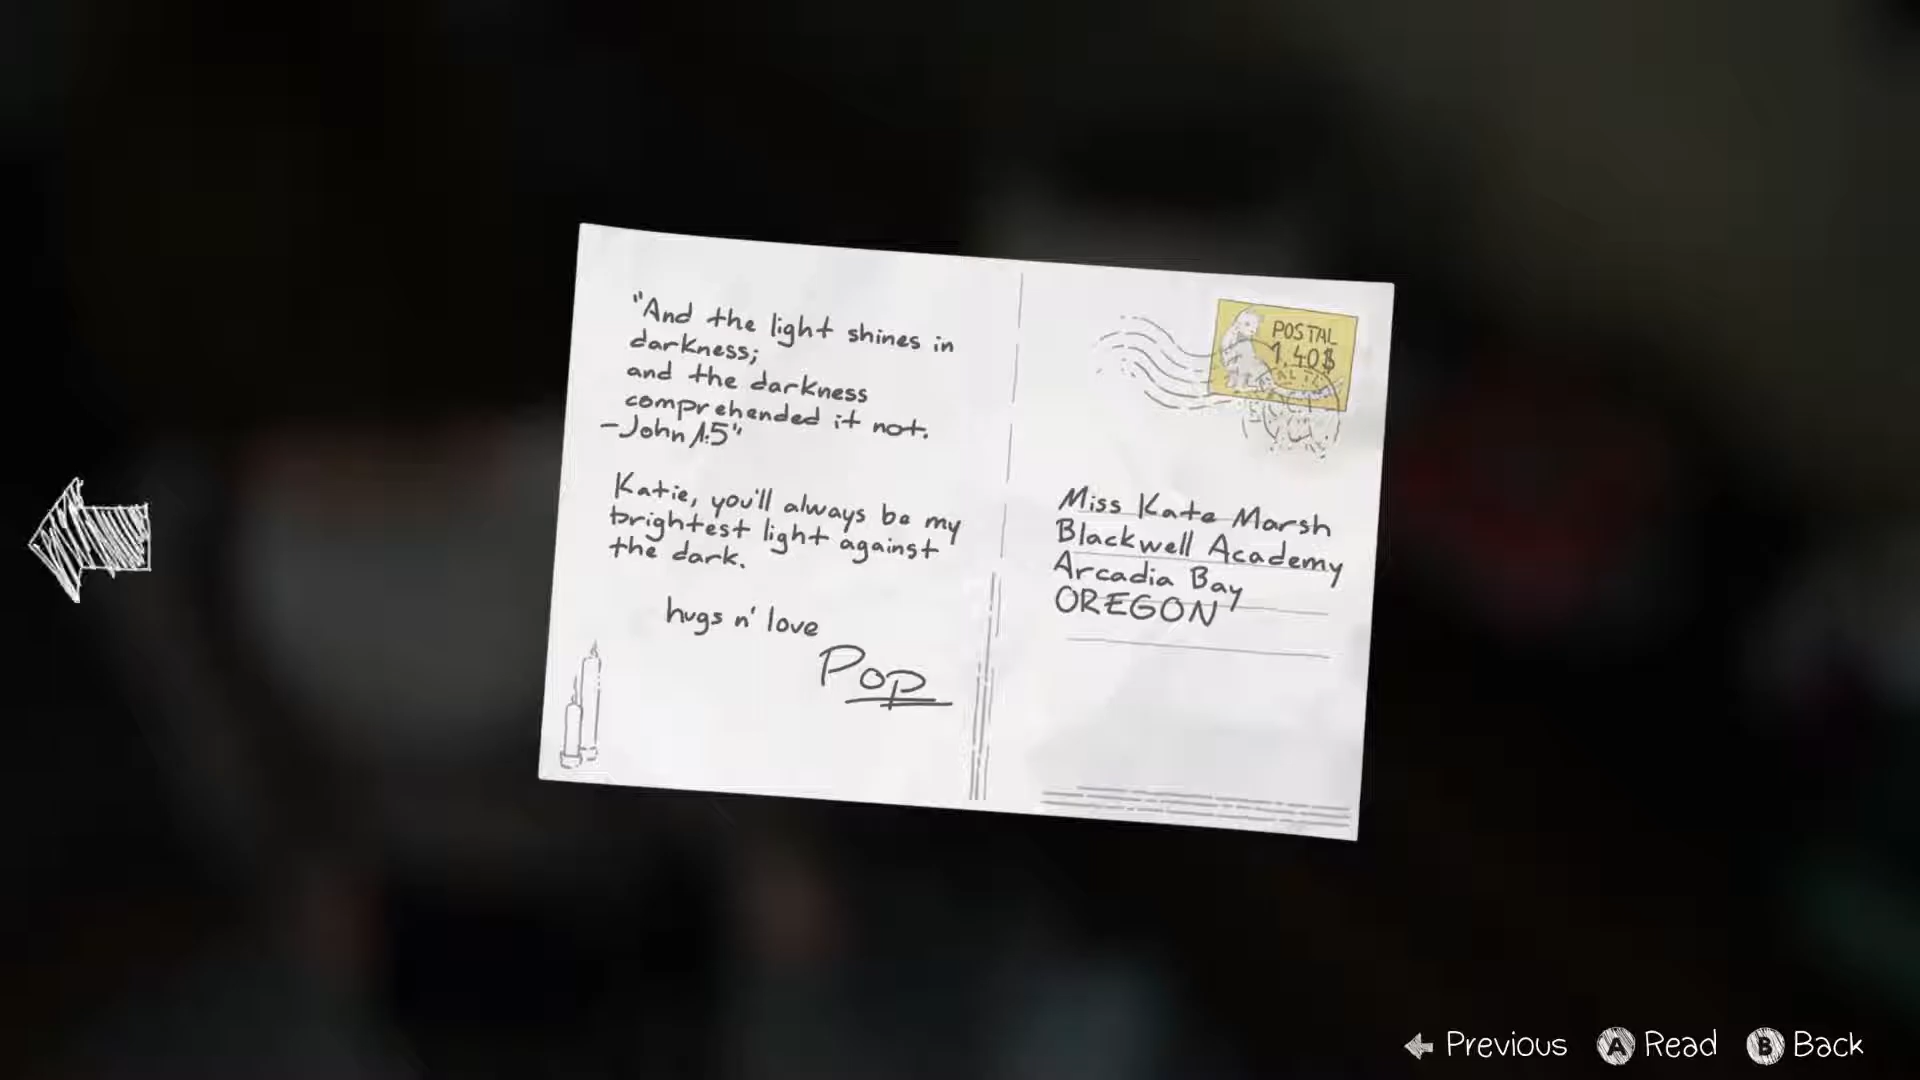 "And the light shines in
darkness;
and the darkness
comprehended it not.
-John 1:5"
Katie, you'll always be my
brightest light against
the dark.
hugs n' love
Pop
POSTAL
1.40$
Miss Kate Marsh
Blackwell Academy
Arcadia Bay
OREGON
Previous
A Read
B Back